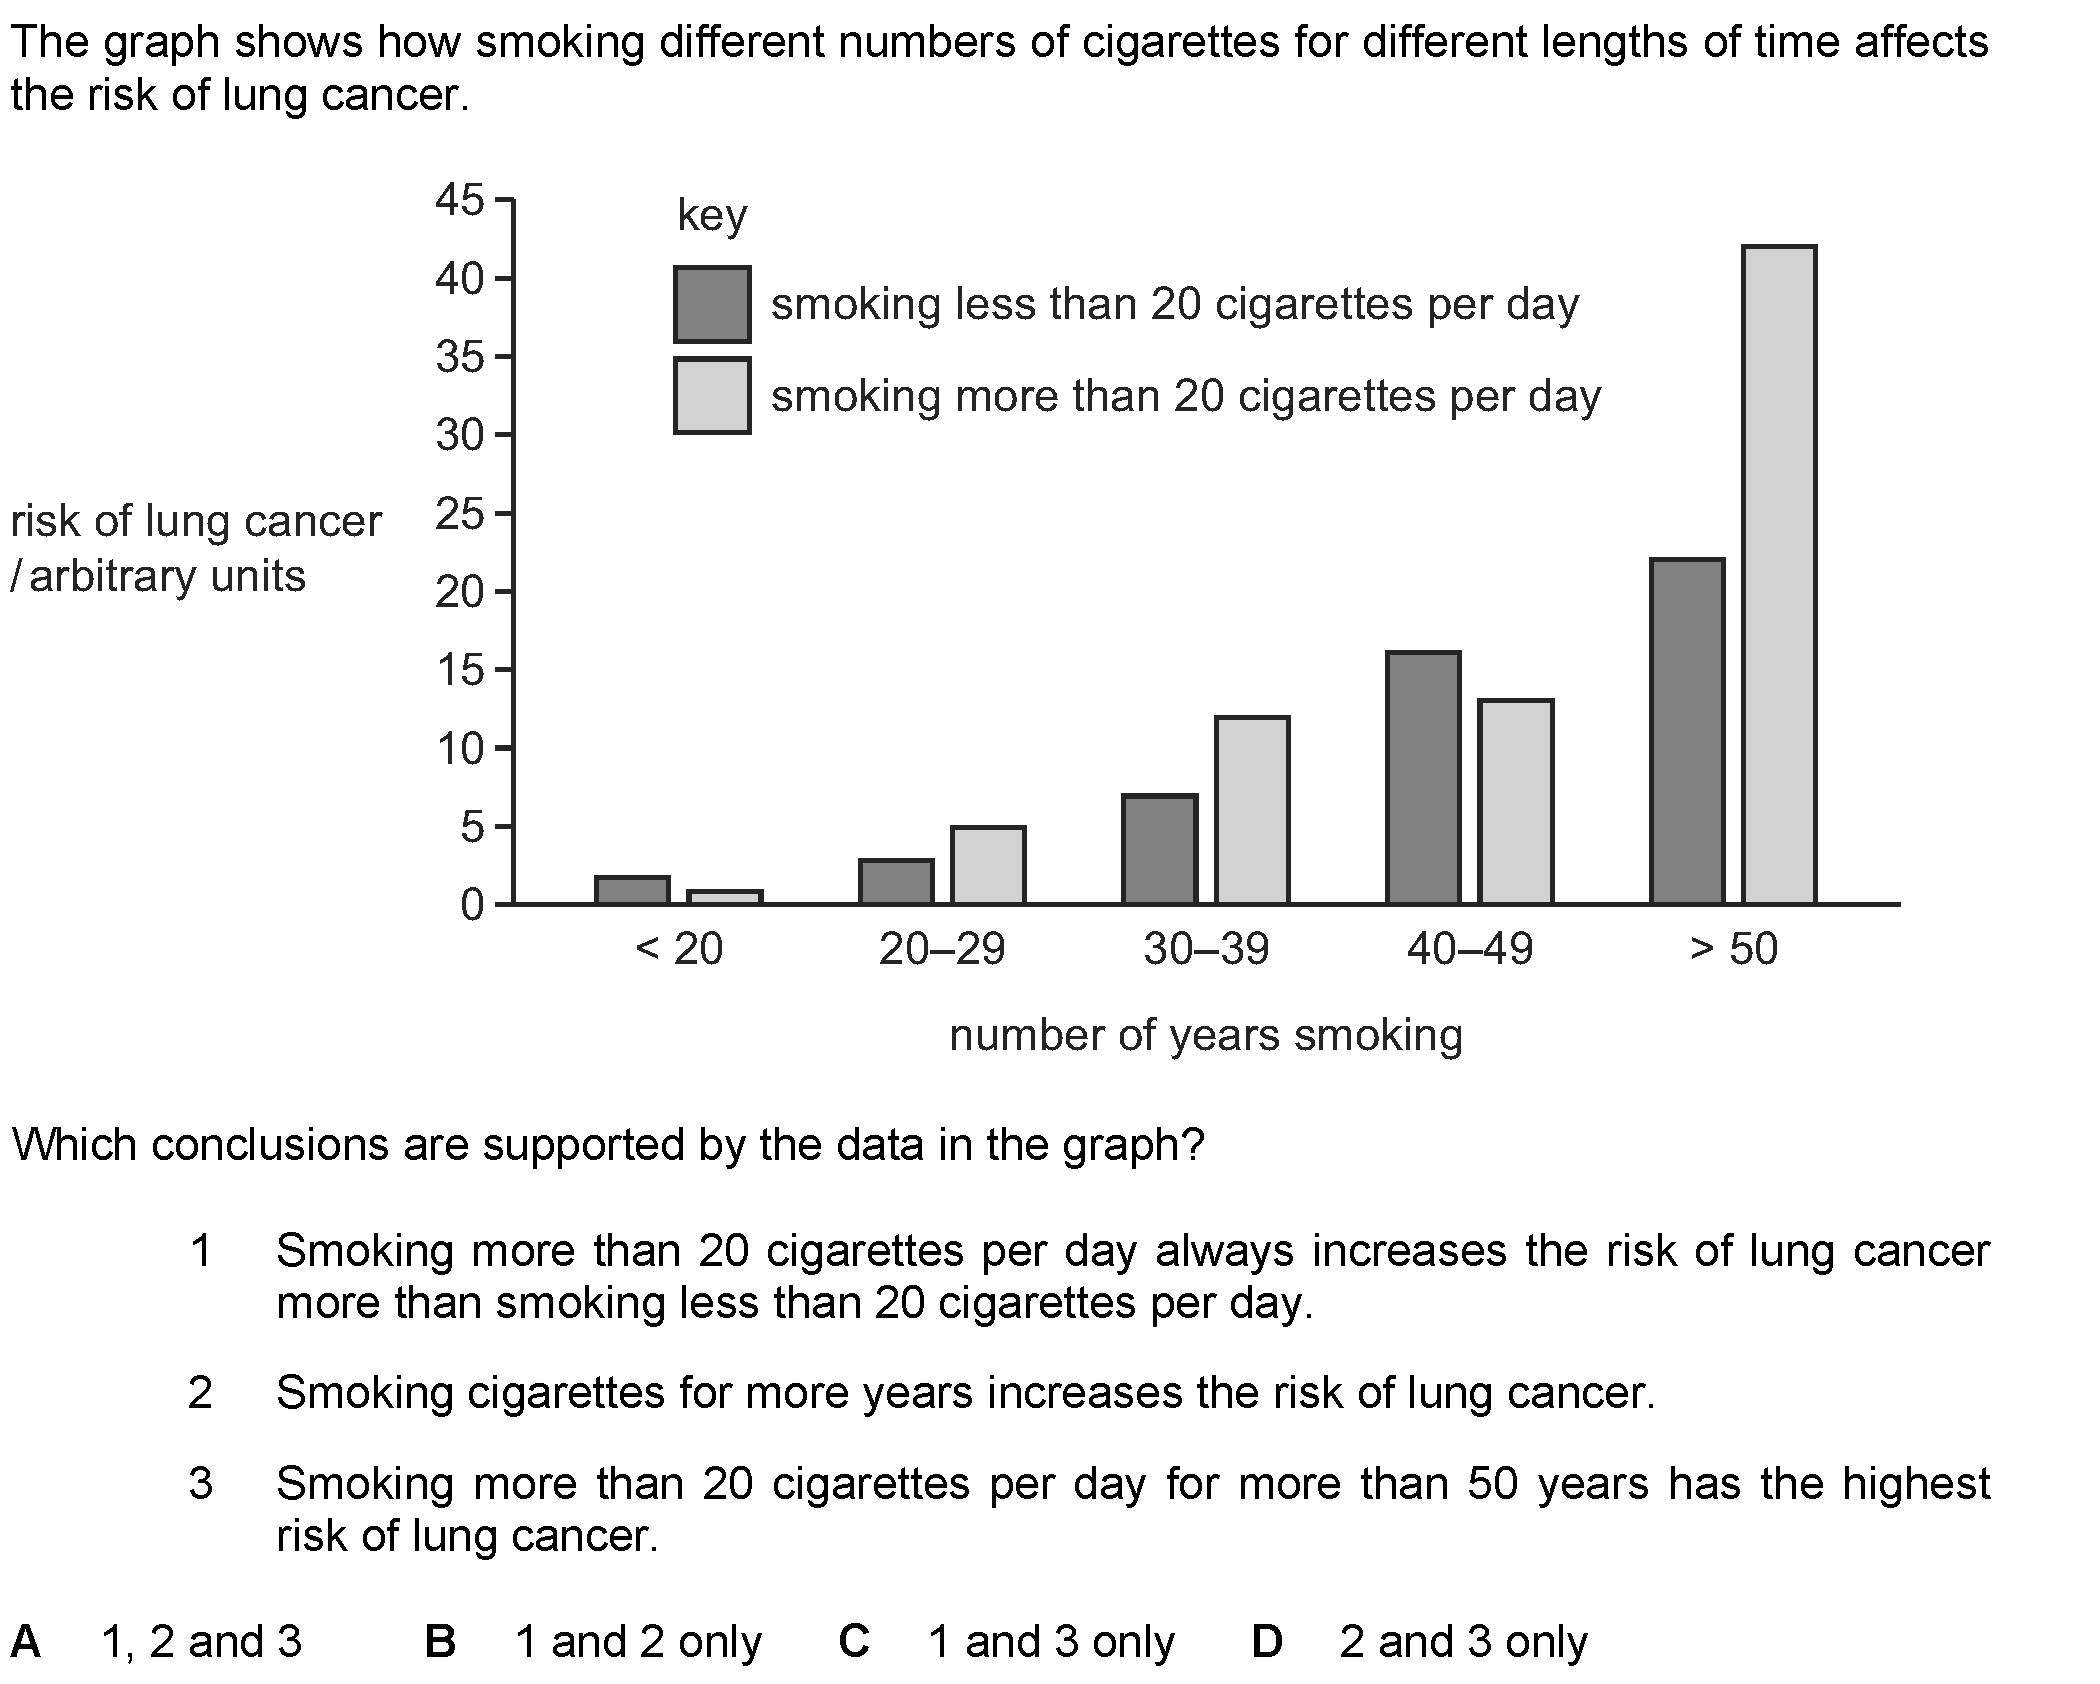 The graph shows how smoking different numbers of cigarettes for different lengths of time affects
the risk of lung cancer.
45
key
40
smoking less than 20 cigarettes per day
35
smoking more than 20 cigarettes per day
30
risk of lung cancer
/ arbitrary units
25
20
15
10
5
0
< 20 20–29 30–39 40–49 > 50
number of years smoking
Which conclusions are supported by the data in the graph?
1 Smoking more than 20 cigarettes per day always increases the risk of lung cancer
more than smoking less than 20 cigarettes per day.
2 Smoking cigarettes for more years increases the risk of lung cancer.
3 Smoking more than 20 cigarettes per day for more than 50 years has the highest
risk of lung cancer.
A 1, 2 and 3 B 1 and 2 only C 1 and 3 only D 2 and 3 only